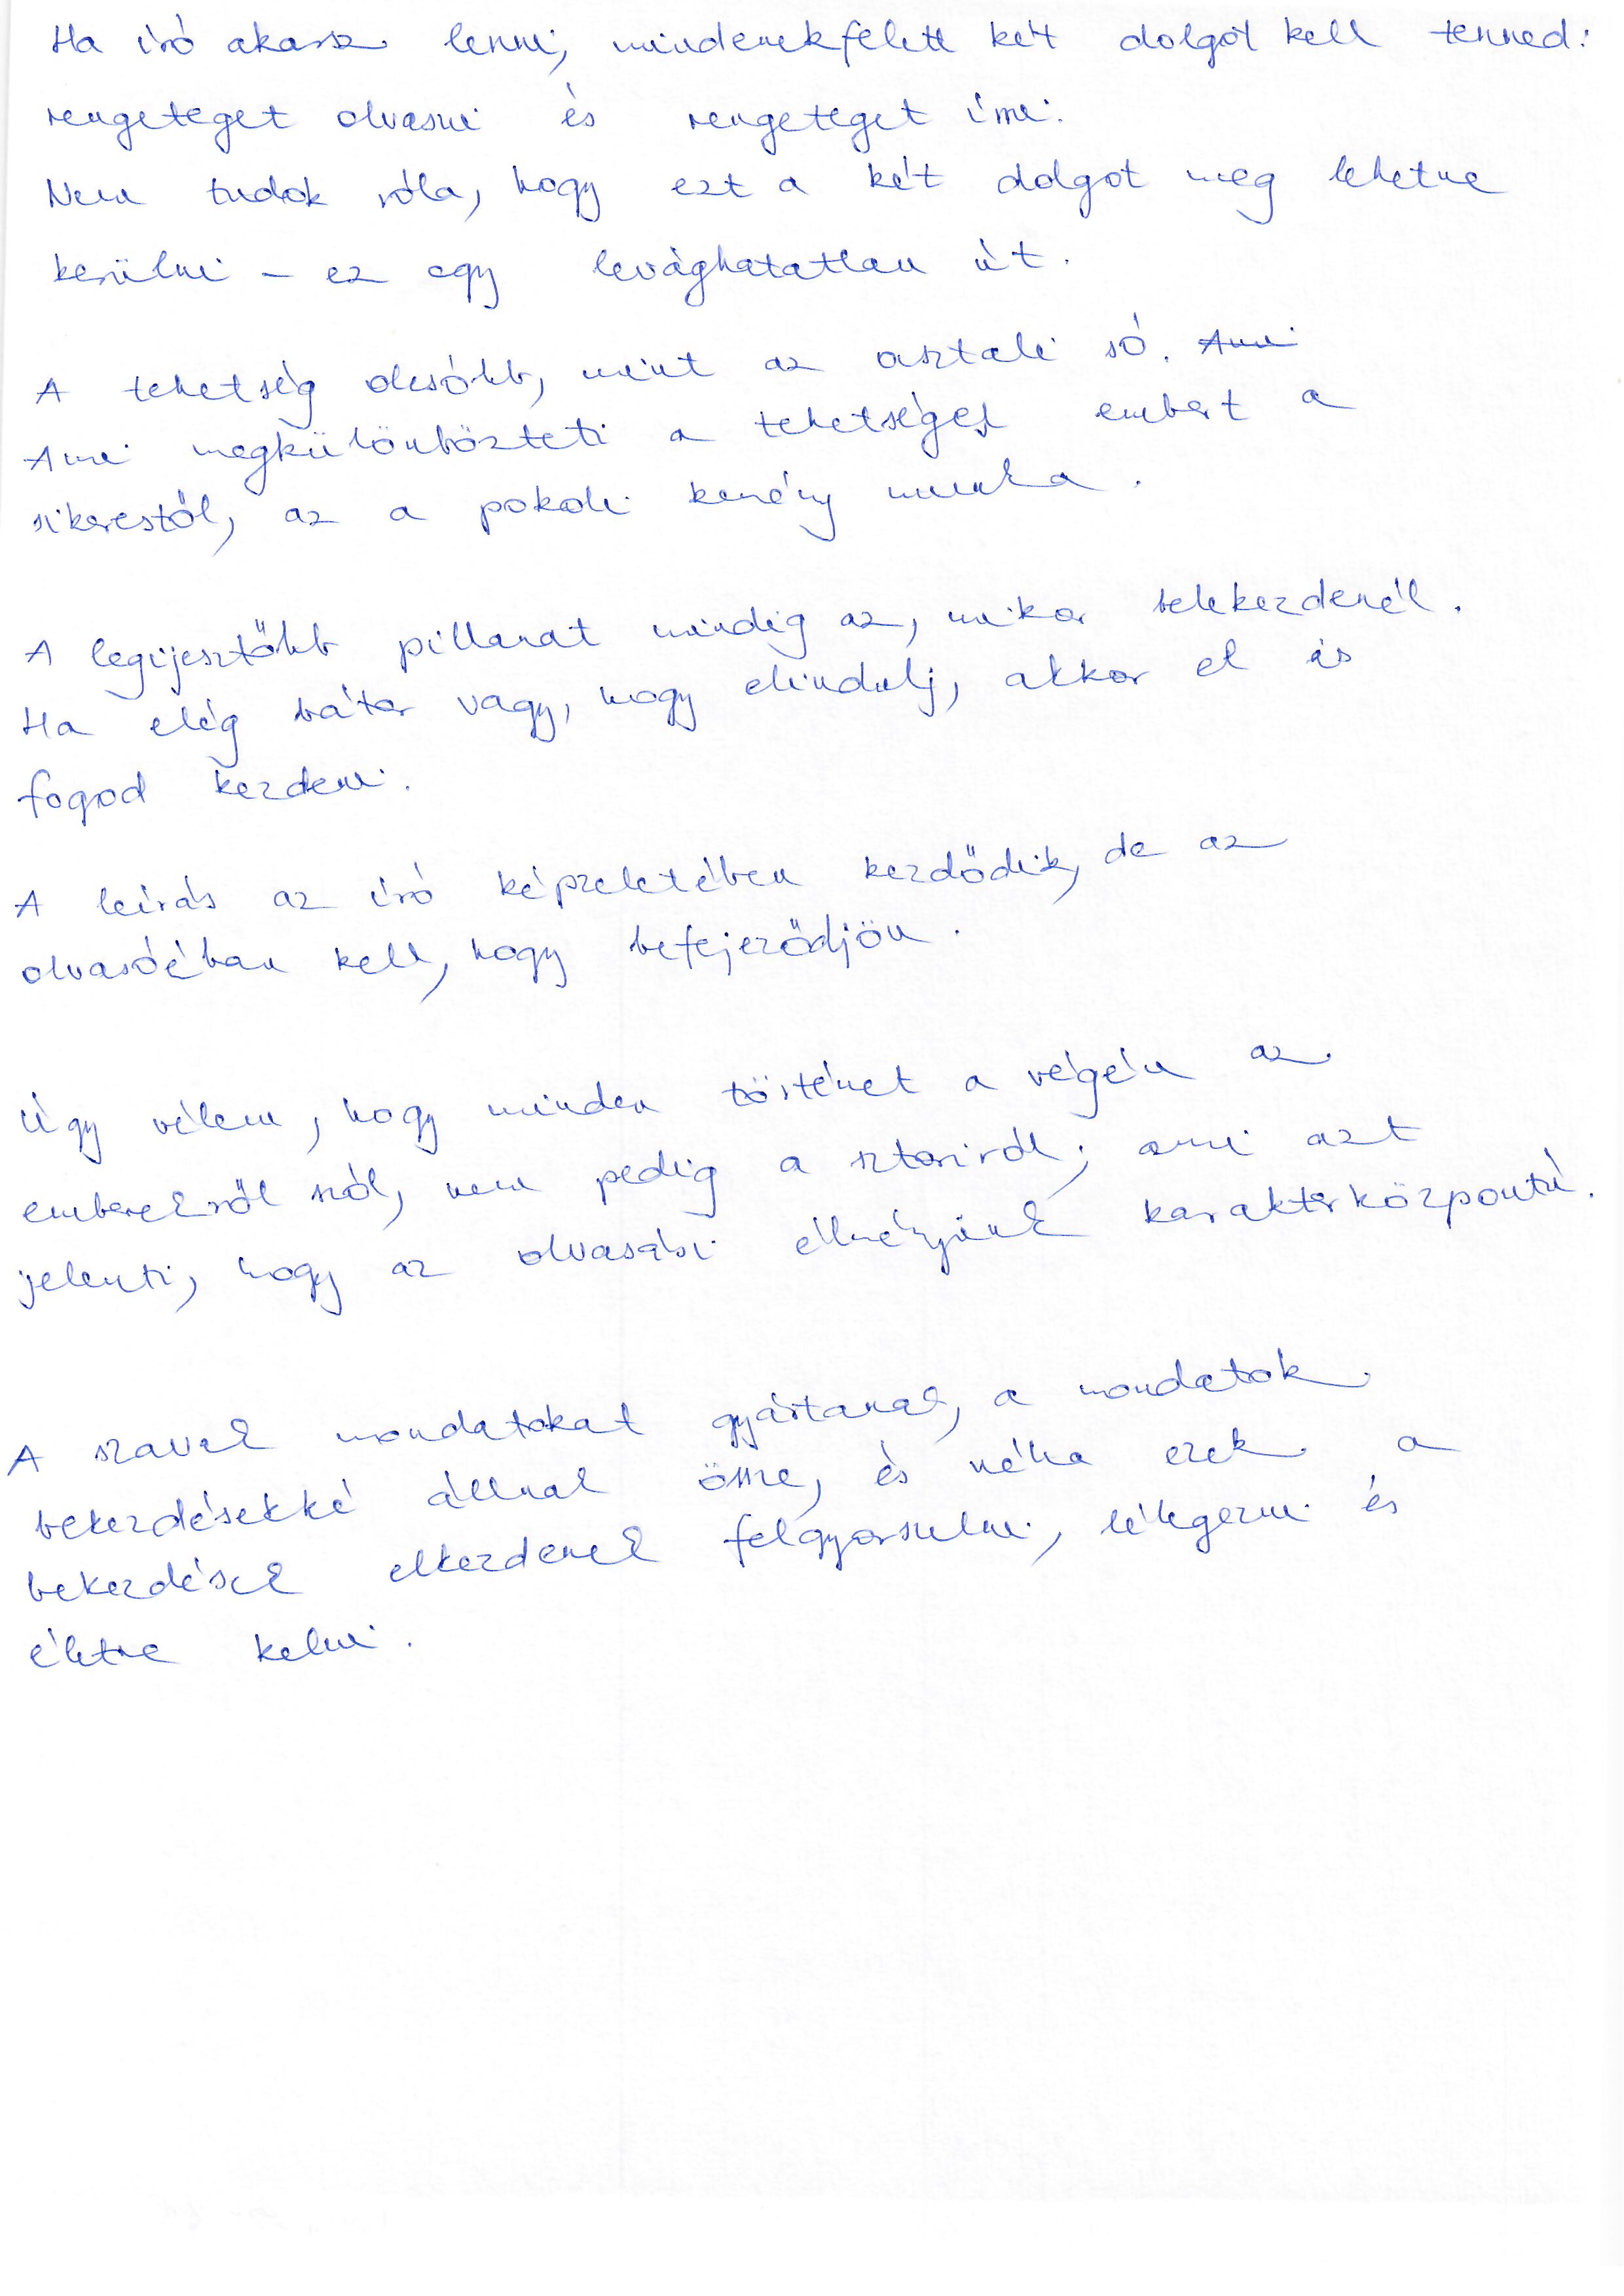 Ha író akarsz lenni, mindenekfelett két dolgot kell tenned:
rengeteget olvasni és rengeteget írni.
Nem tudok róla, hogy ezt a két dolgot meg lehetne
kerülni – ez egy levághatatlan út.
A tehetség olcsóbb, mint az asztali só. Ami
Ami megkülönbözteti a tehetséges embert a
sikerestől, az a pokoli kemény munka.
A legijesztőbb pillanat mindig az, mikor belekezdenél.
Ha elég bátor vagy, hogy elindulj, akkor el is
fogod kezdeni.
A leírás az író képzeletében kezdődik, de az
olvasóéban kell, hogy befejeződjön.
Úgy vélem, hogy minden történet a végén az
emberekről szól, nem pedig a sztoriról; ami azt
jelenti, hogy az olvasási élményünk karakterközpontú.
A szavak mondatokat gyártanak, a mondatok
bekezdésekké állnak össze, és néha ezek a
bekezdések elkezdenek felgyorsulni, lélegezni és
életre kelni.